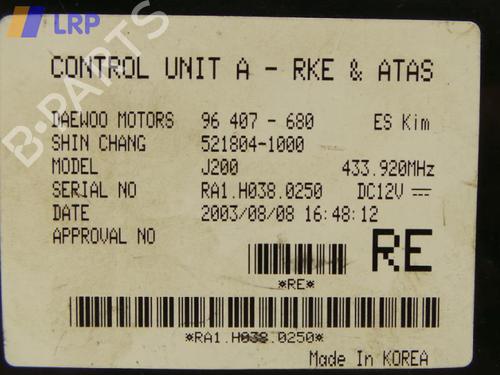 LRP
B-PARTS
CONTROL UNIT A - RKE & ATAS
DAEWOO MOTORS 96 407 - 680 ES Kim
SHIN CHANG 521804-1000
MODEL J200 433.920MHz
SERIAL NO RA1.H038.0250 DC12V
DATE 2003/08/08 16:48:12
APPROVAL NO
RE
*RE*
*RA1.H038.0250*
Made In KOREA